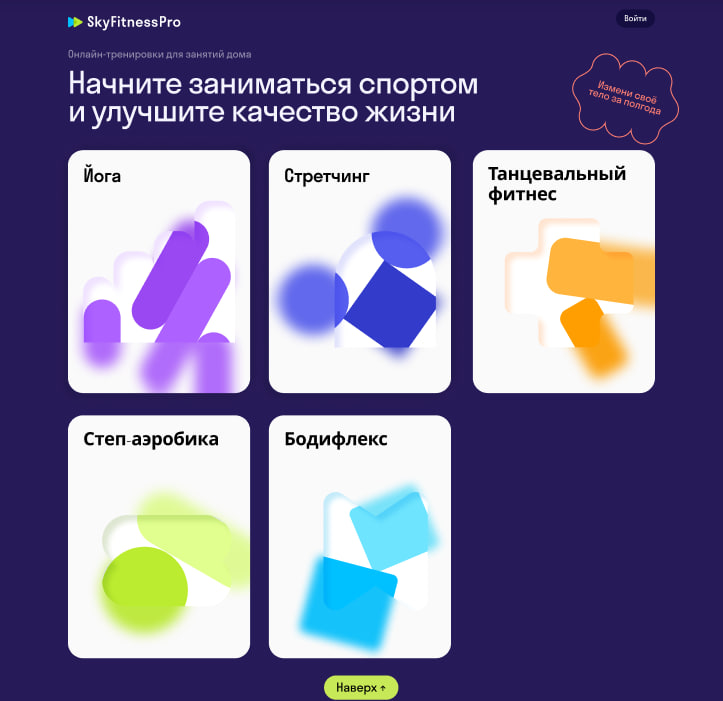 SkyFitnessPro
Войти
Онлайн-тренировки для занятий дома
Начните заниматься спортом
и улучшите качество жизни
Измени своё
тело за полгода
Йога
Стретчинг
Танцевальный
фитнес
Степ-аэробика
Бодифлекс
Наверх ↑